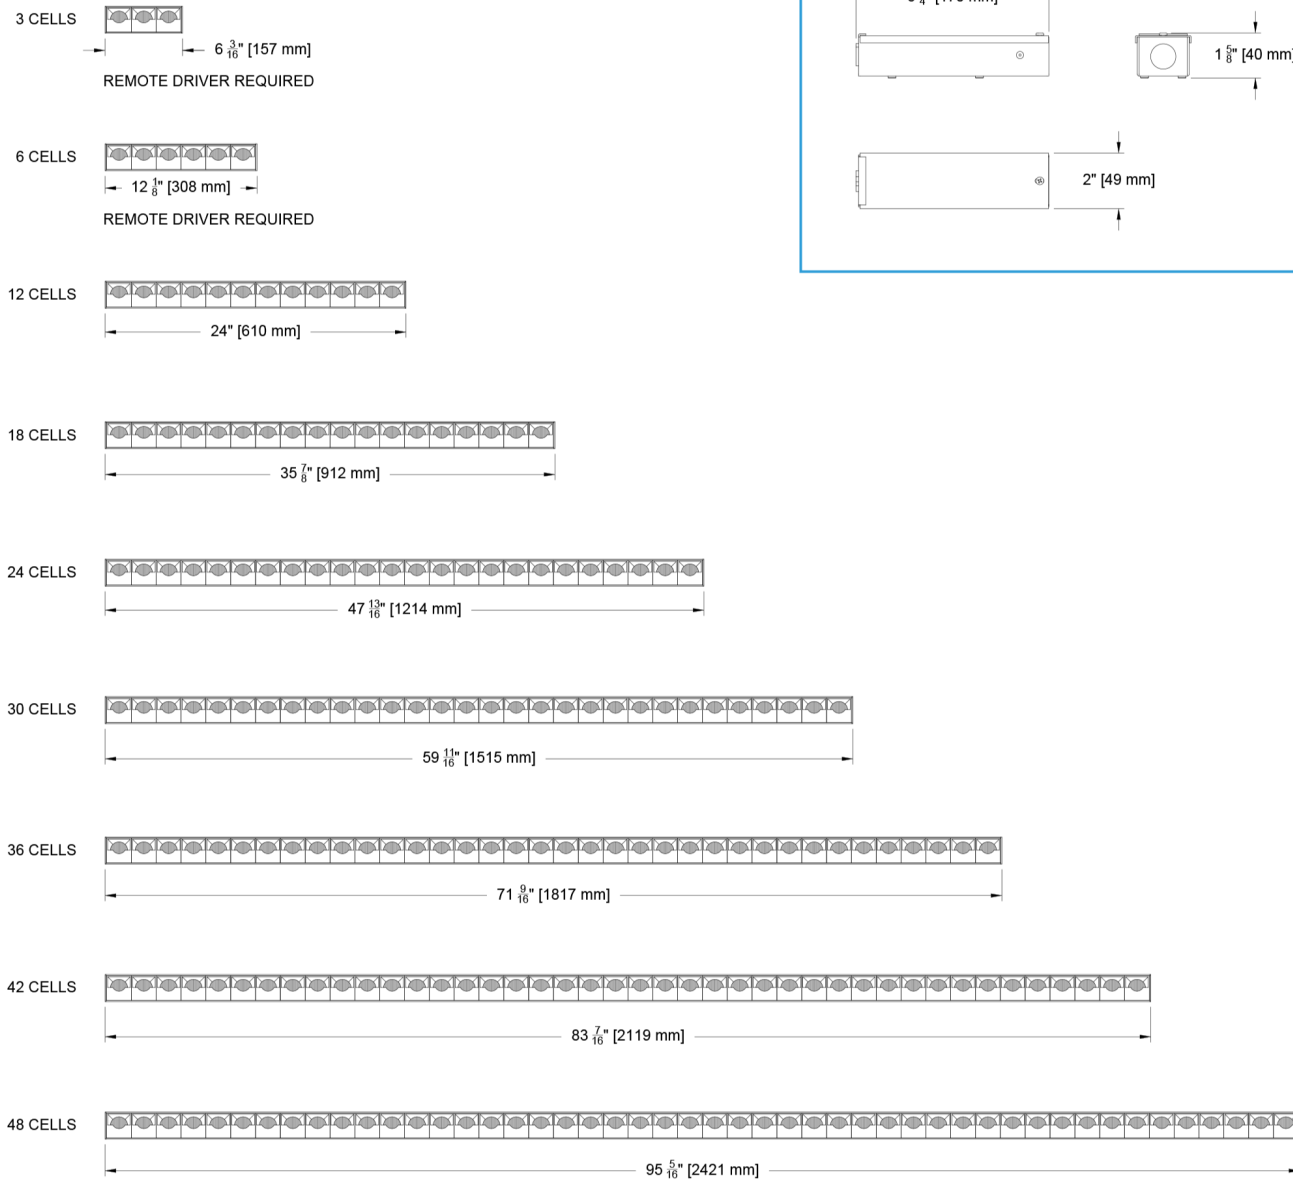 3 CELLS
6 3/16" [157 mm]
REMOTE DRIVER REQUIRED
1 5/8" [40 mm]
6 CELLS
12 1/8" [308 mm]
REMOTE DRIVER REQUIRED
2" [49 mm]
12 CELLS
24" [610 mm]
18 CELLS
35 7/8" [912 mm]
24 CELLS
47 13/16" [1214 mm]
30 CELLS
59 11/16" [1515 mm]
36 CELLS
71 9/16" [1817 mm]
42 CELLS
83 7/16" [2119 mm]
48 CELLS
95 5/16" [2421 mm]